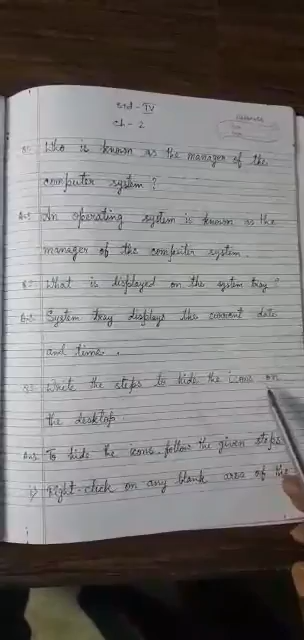 std - IV
Ch - 2
Q1 Who is known as the manager of the
computer system ?
Ans An operating system is known as the
manager of the computer system.
Q2 What is displayed on the system tray ?
Ans System tray displays the current date
and time.
Q3 Write the steps to hide the icons on
the desktop.
Ans To hide the icons follow the given steps
1) Right-click on any blank area of the